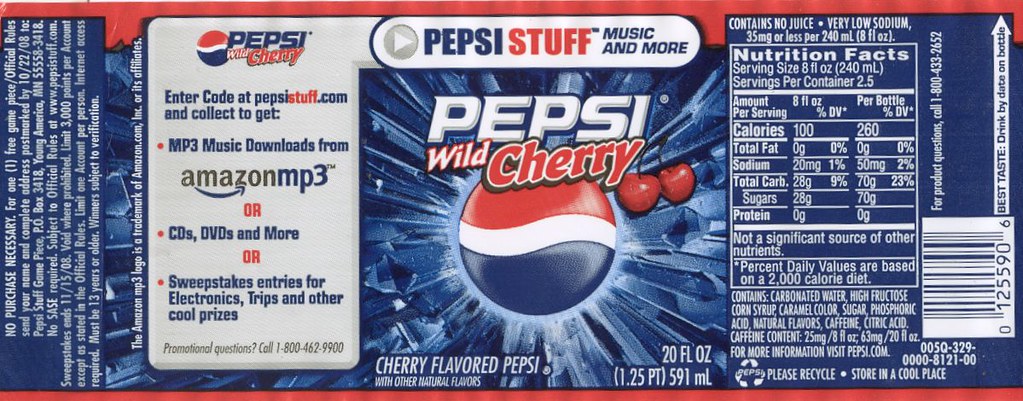 NO PURCHASE NECESSARY. For one (1) free game piece/Official Rules
send your name and complete address postmarked by 10/22/08 to:
Pepsi Stuff Game Piece, P.O. Box 3418, Young America, MN 55558-3418.
No SASE required. Subject to Official Rules at www.pepsistuff.com.
Sweepstakes ends 11/15/08. Void where prohibited. Limit 3,000 points per Account
except as stated in the Official Rules. Limit one Account per person. Internet access
required. Must be 13 years or older. Winners subject to verification.
The Amazon mp3 logo is a trademark of Amazon.com, Inc. or its affiliates.
PEPSI®
Wild Cherry
Enter Code at pepsistuff.com
and collect to get:
• MP3 Music Downloads from
amazonmp3™
OR
• CDs, DVDs and More
OR
• Sweepstakes entries for
Electronics, Trips and other
cool prizes
Promotional questions? Call 1-800-462-9900
PEPSI STUFF™ MUSIC
AND MORE
PEPSI®
Wild Cherry
CHERRY FLAVORED PEPSI®
WITH OTHER NATURAL FLAVORS
20 FL OZ
(1.25 PT) 591 mL
CONTAINS NO JUICE • VERY LOW SODIUM,
35mg or less per 240 mL (8 fl oz).
Nutrition Facts
Serving Size 8 fl oz (240 mL)
Servings Per Container 2.5
Amount 8 fl oz Per Bottle
Per Serving % DV* % DV*
Calories 100 260
Total Fat 0g 0% 0g 0%
Sodium 20mg 1% 50mg 2%
Total Carb. 28g 9% 70g 23%
Sugars 28g 70g
Protein 0g 0g
Not a significant source of other
nutrients.
*Percent Daily Values are based
on a 2,000 calorie diet.
CONTAINS: CARBONATED WATER, HIGH FRUCTOSE
CORN SYRUP, CARAMEL COLOR, SUGAR, PHOSPHORIC
ACID, NATURAL FLAVORS, CAFFEINE, CITRIC ACID.
CAFFEINE CONTENT: 25mg/8 fl oz; 63mg/20 fl oz.
FOR MORE INFORMATION VISIT PEPSI.COM.
PEPSI PLEASE RECYCLE • STORE IN A COOL PLACE
For product questions, call 1-800-433-2652
BEST TASTE: Drink by date on bottle
0 125590 6
005Q-329-
0000-8121-00